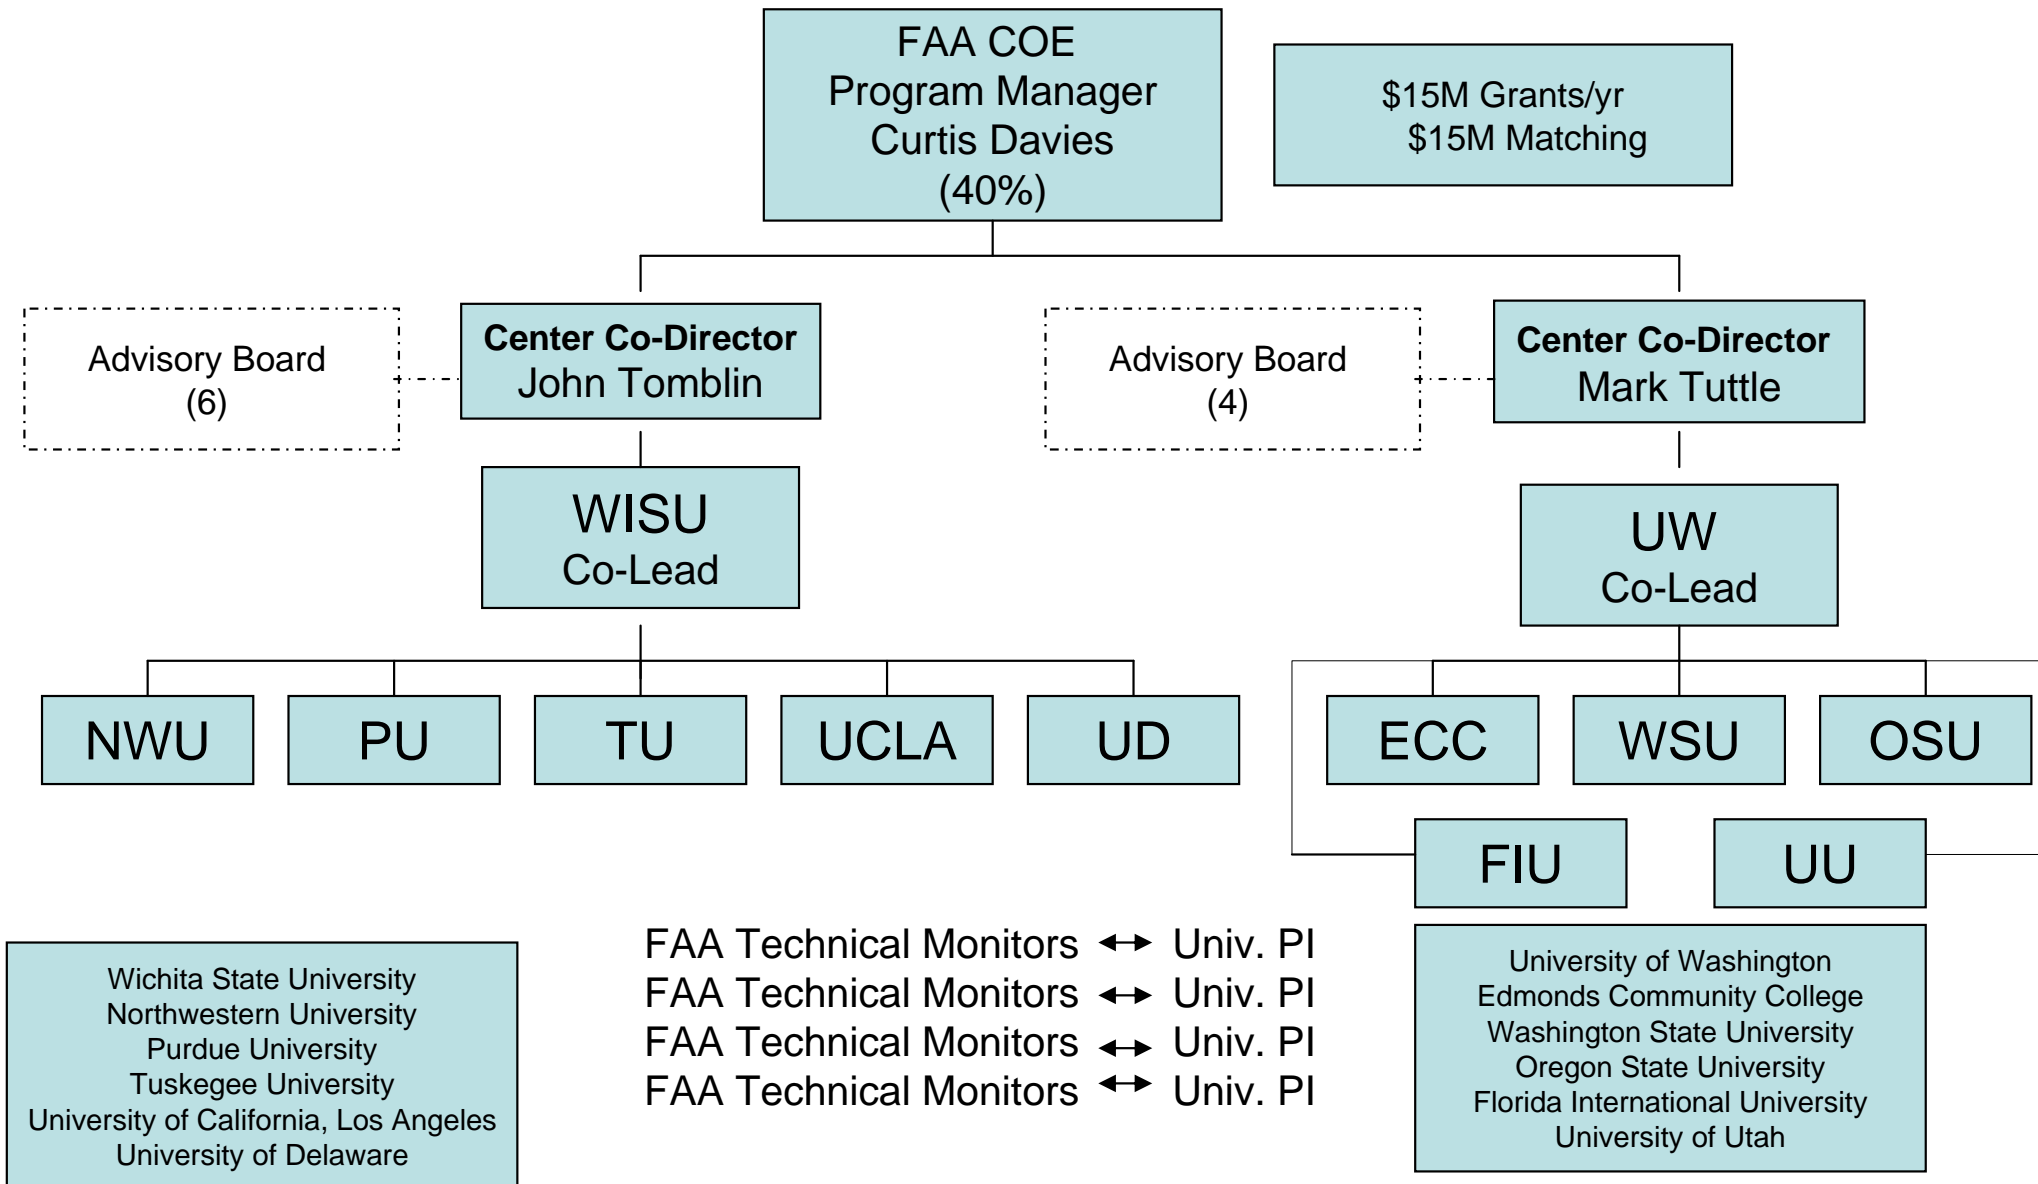 FAA COE
Program Manager
Curtis Davies
(40%)
$15M Grants/yr
$15M Matching
Advisory Board
(6)
Center Co-Director
John Tomblin
Advisory Board
(4)
Center Co-Director
Mark Tuttle
WISU
Co-Lead
UW
Co-Lead
NWU
PU
TU
UCLA
UD
ECC
WSU
OSU
FIU
UU
Wichita State University
Northwestern University
Purdue University
Tuskegee University
University of California, Los Angeles
University of Delaware
FAA Technical Monitors ↔ Univ. PI
FAA Technical Monitors ↔ Univ. PI
FAA Technical Monitors ↔ Univ. PI
FAA Technical Monitors ↔ Univ. PI
University of Washington
Edmonds Community College
Washington State University
Oregon State University
Florida International University
University of Utah